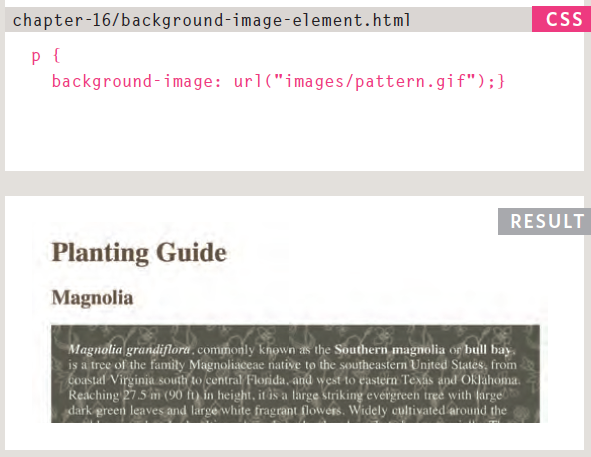 chapter-16/background-image-element.html
CSS
p {
background-image: url("images/pattern.gif");}
RESULT
Planting Guide
Magnolia
Magnolia grandiflora, commonly known as the Southern magnolia or bull bay,
is a tree of the family Magnoliaceae native to the southeastern United States, from
coastal Virginia south to central Florida, and west to eastern Texas and Oklahoma.
Reaching 27.5 m (90 ft) in height, it is a large striking evergreen tree with large
dark green leaves and large white fragrant flowers. Widely cultivated around the